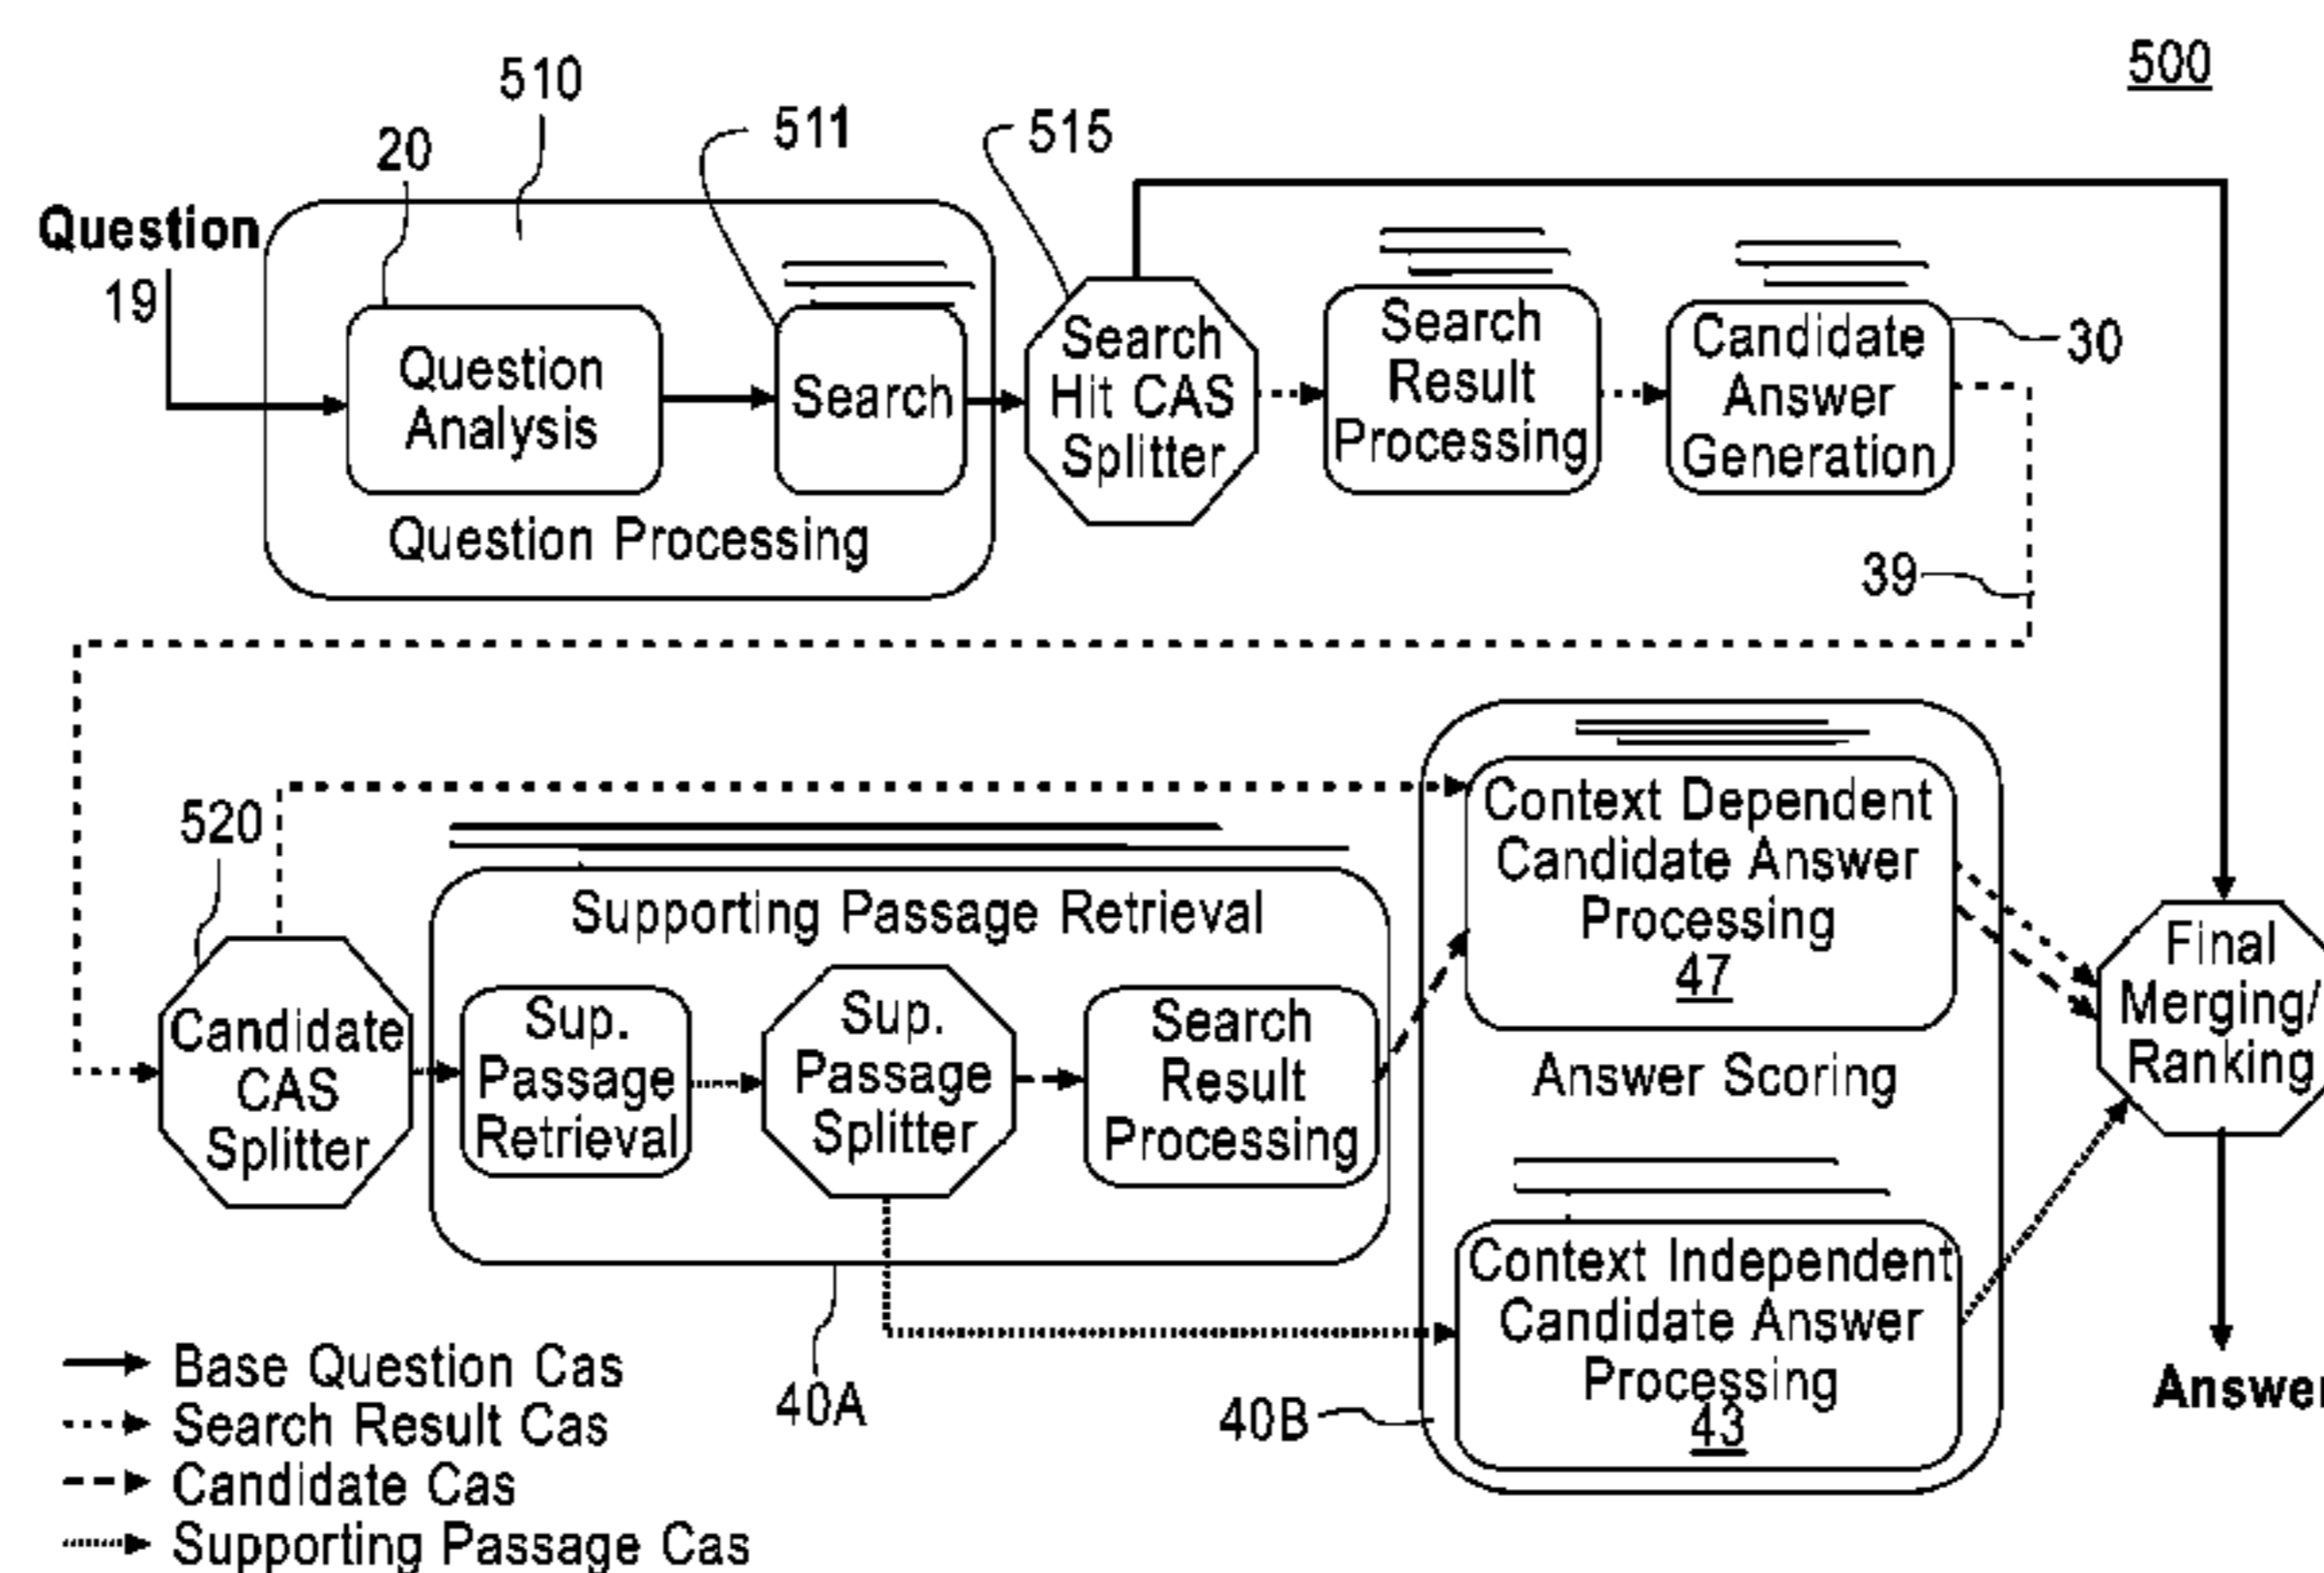 500
510
511
515
20
Question
19
Question
Analysis
Search
Question Processing
Search
Hit CAS
Splitter
Search
Result
Processing
Candidate
Answer
Generation
30
39
520
Candidate
CAS
Splitter
Supporting Passage Retrieval
Sup.
Passage
Retrieval
Sup.
Passage
Splitter
Search
Result
Processing
40A
Context Dependent
Candidate Answer
Processing
47
Answer Scoring
Context Independent
Candidate Answer
Processing
43
40B
Final
Merging/
Ranking
Answer
Base Question Cas
Search Result Cas
Candidate Cas
Supporting Passage Cas